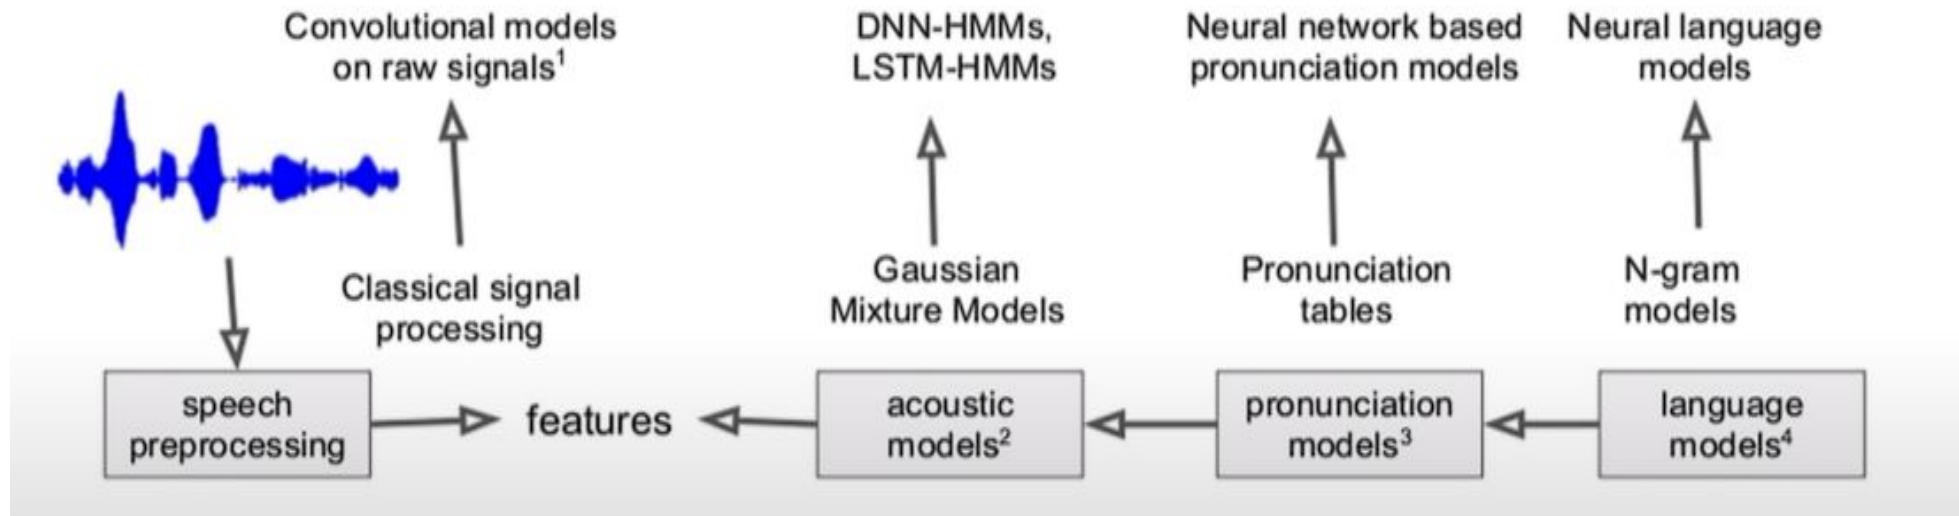 Convolutional models
on raw signals¹
DNN-HMMs,
LSTM-HMMs
Neural network based
pronunciation models
Neural language
models
Classical signal
processing
Gaussian
Mixture Models
Pronunciation
tables
N-gram
models
speech
preprocessing
features
acoustic
models²
pronunciation
models³
language
models⁴